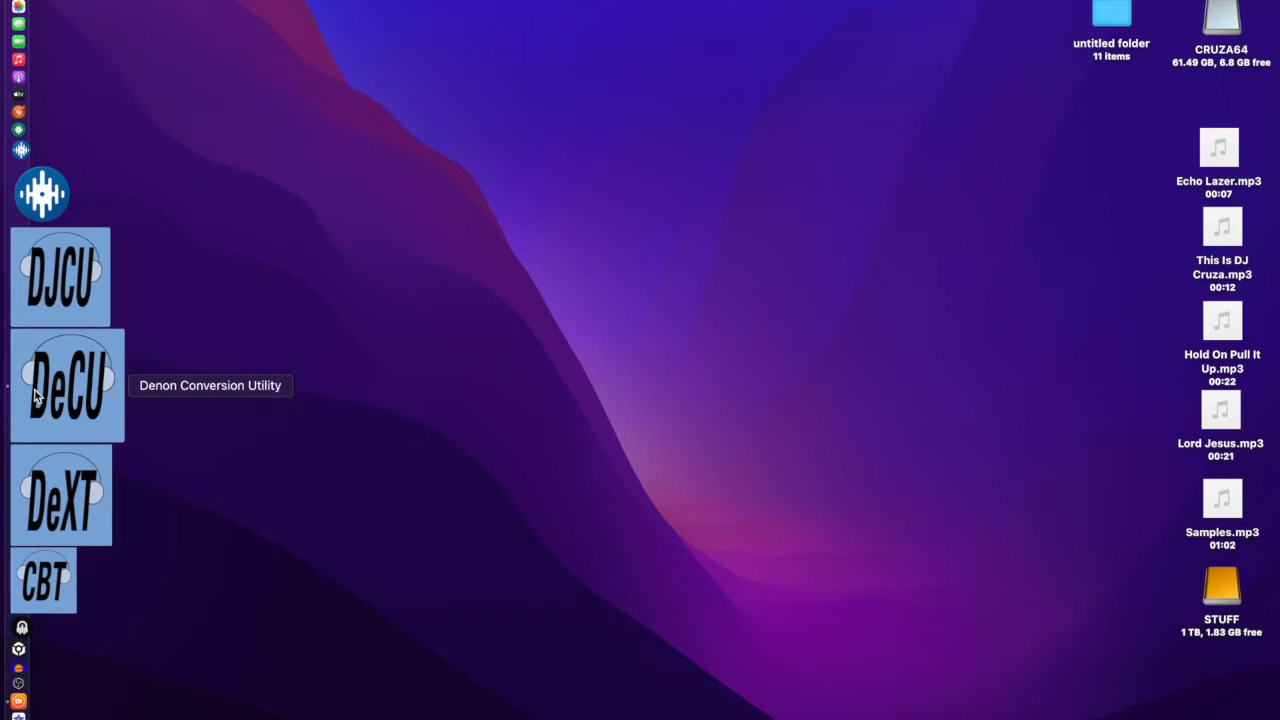 untitled folder
11 items
CRUZA64
61.49 GB, 6.8 GB free
tv
Echo Lazer.mp3
00:07
DJCU
This Is DJ
Cruza.mp3
00:12
DeCU
Denon Conversion Utility
Hold On Pull It
Up.mp3
00:22
Lord Jesus.mp3
00:21
DeXT
Samples.mp3
01:02
CBT
STUFF
1 TB, 1.83 GB free